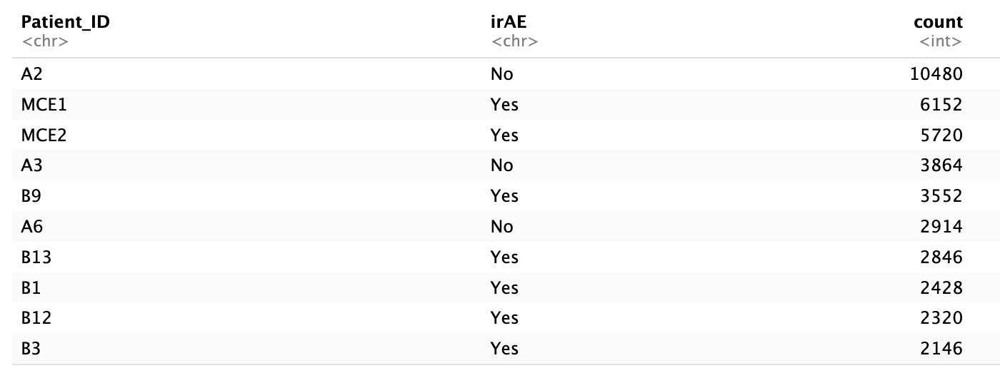 Patient_ID irAE count
<chr> <chr> <int>
A2 No 10480
MCE1 Yes 6152
MCE2 Yes 5720
A3 No 3864
B9 Yes 3552
A6 No 2914
B13 Yes 2846
B1 Yes 2428
B12 Yes 2320
B3 Yes 2146